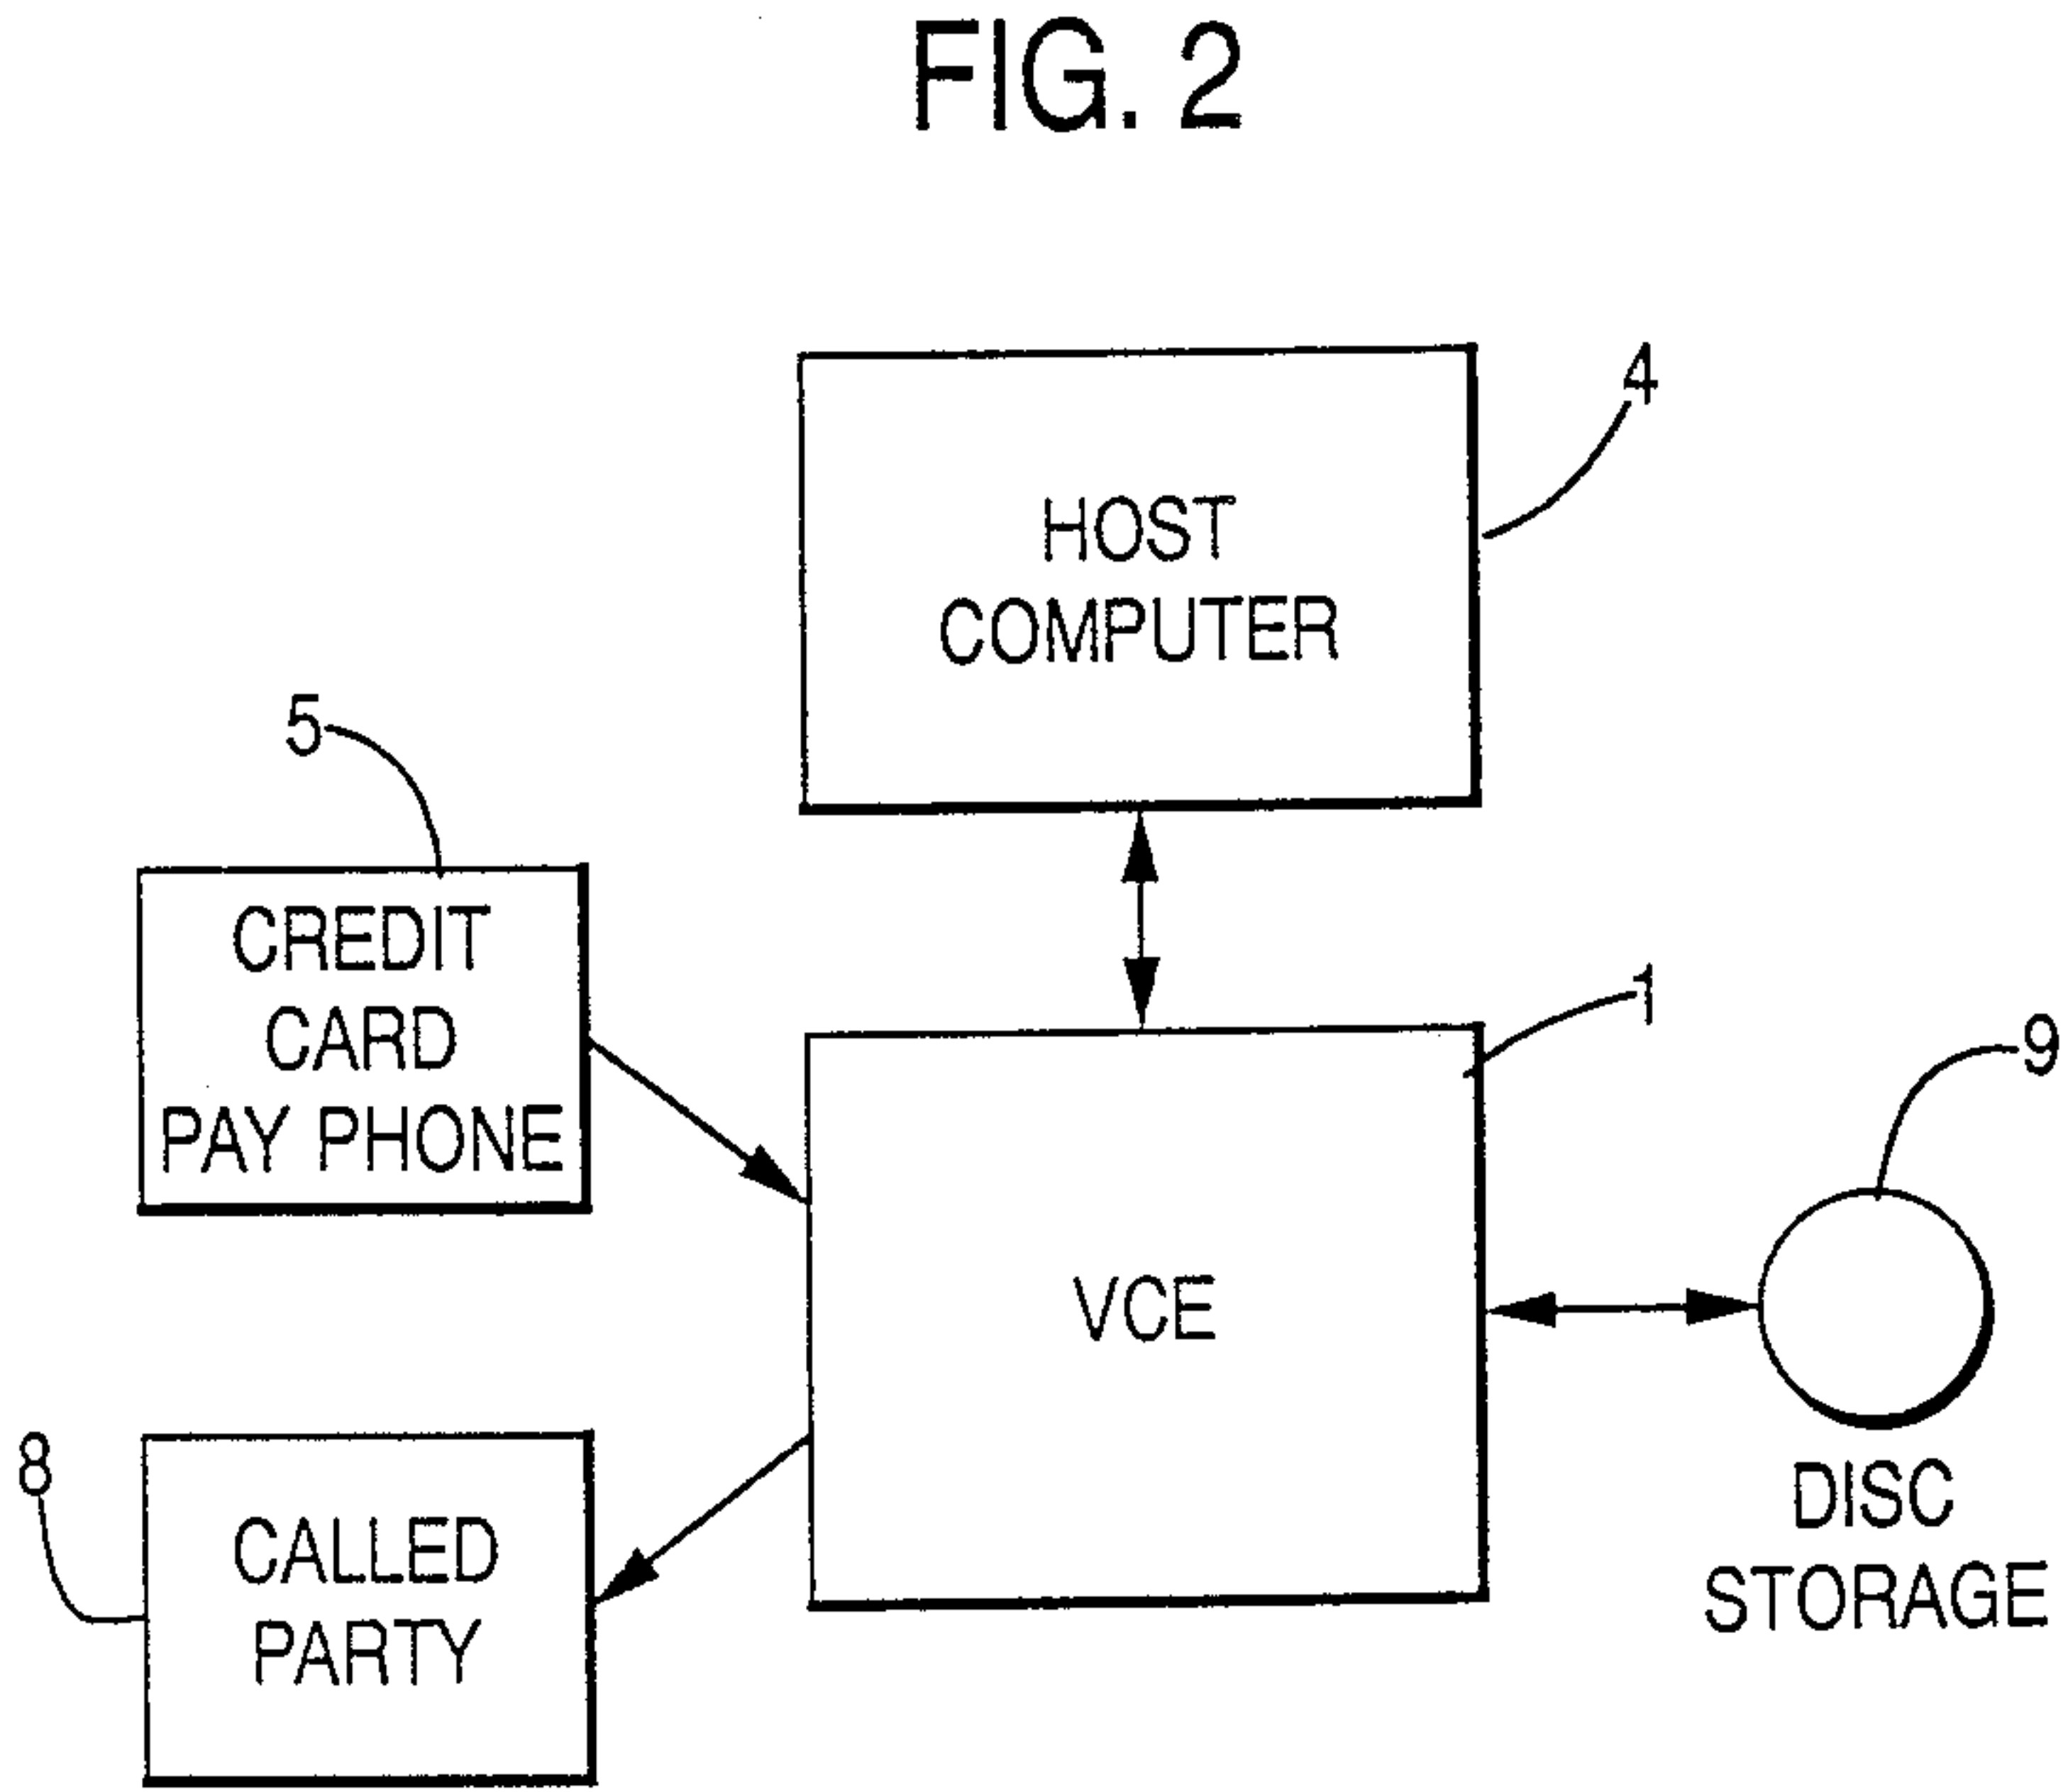 FIG. 2
4
HOST
COMPUTER
5
CREDIT
CARD
PAY PHONE
1
9
VCE
8
CALLED
PARTY
DISC
STORAGE